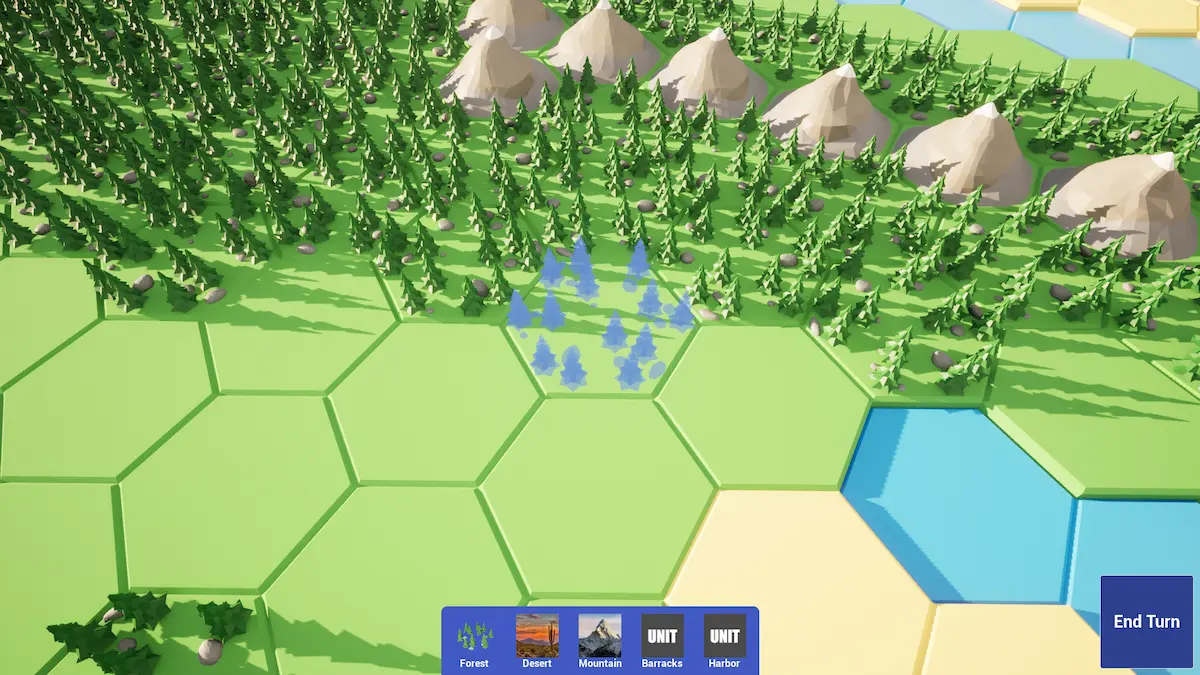 UNIT
UNIT
Forest
Desert
Mountain
Barracks
Harbor
End Turn